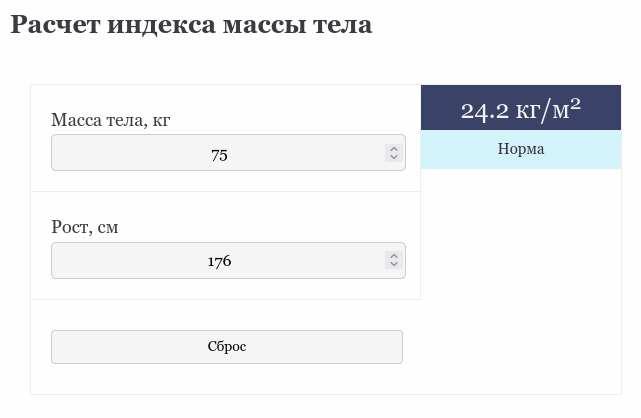 Расчет индекса массы тела
24.2 кг/м²
Масса тела, кг
Норма
75
Рост, см
176
Сброс